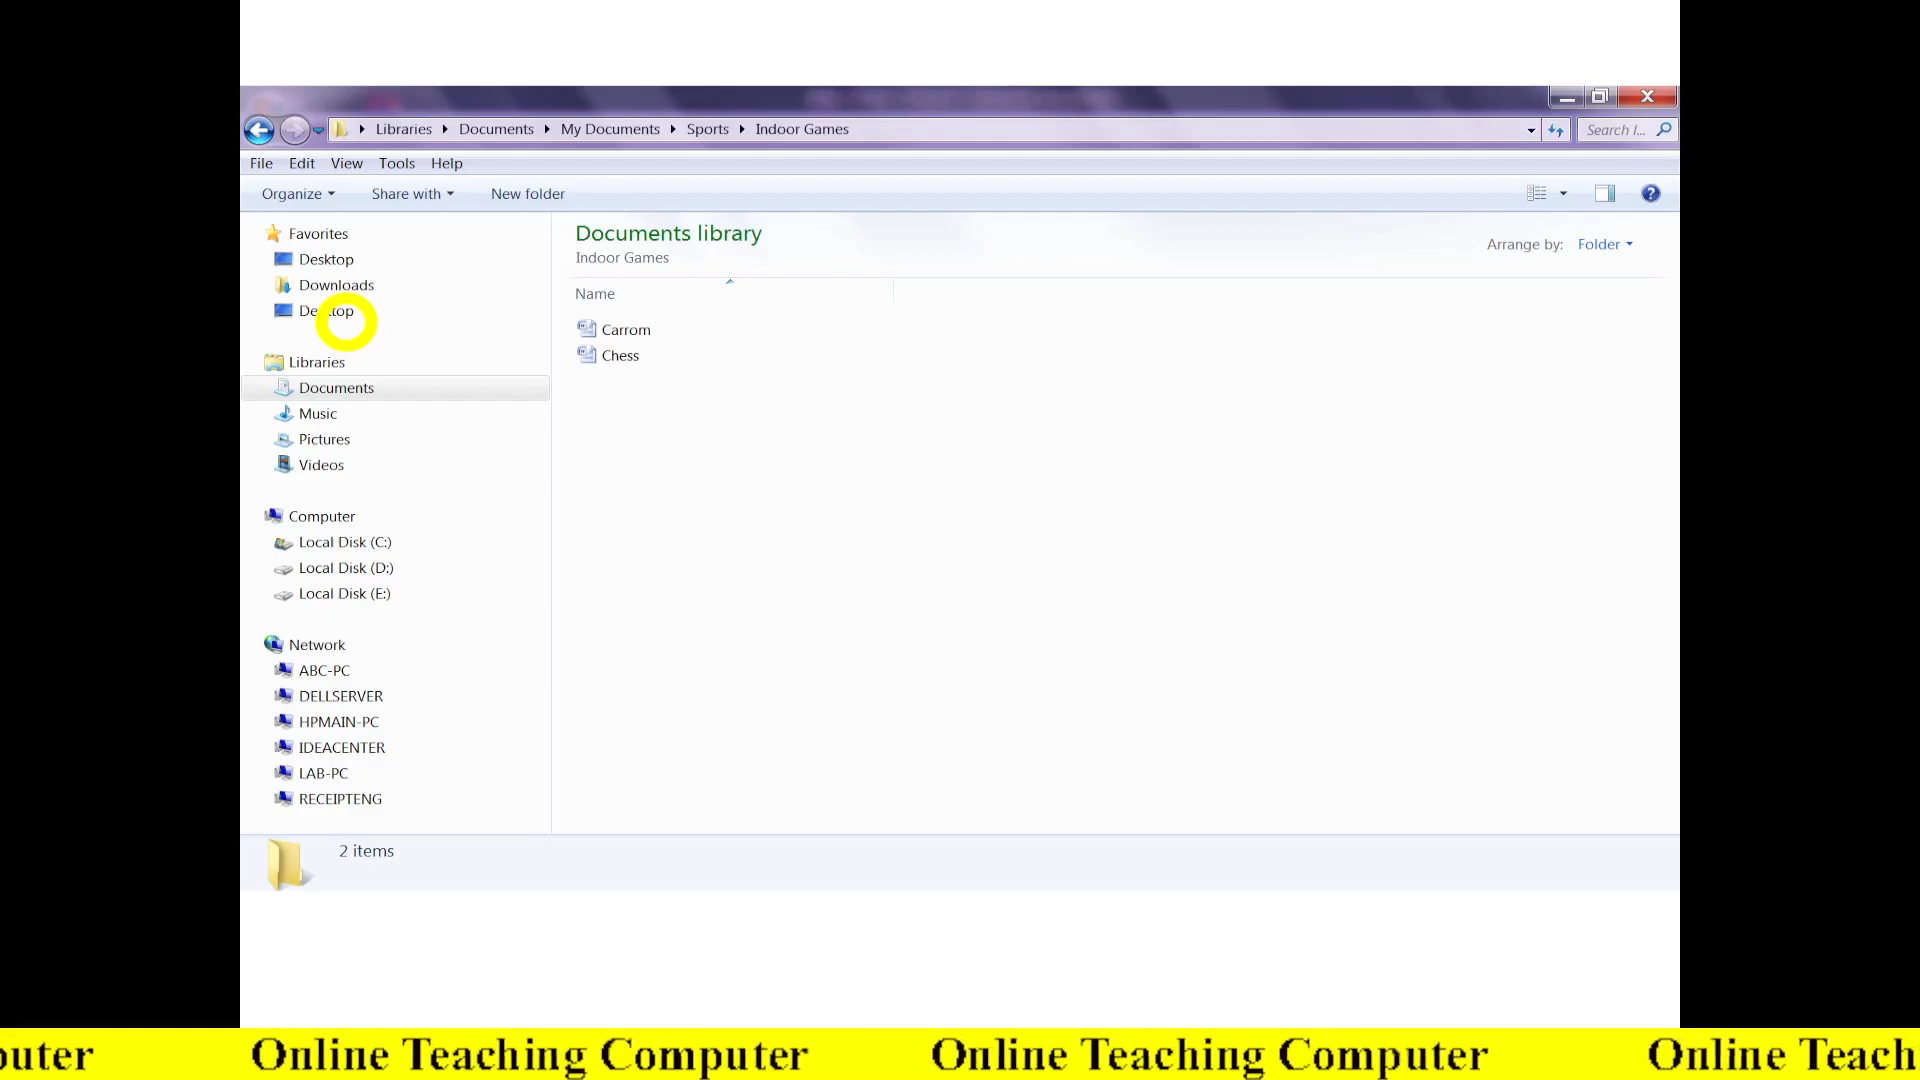 Libraries Documents My Documents Sports Indoor Games
Search I...
File Edit View Tools Help
Organize Share with New folder
Favorites
Desktop
Downloads
Desktop
Libraries
Documents
Music
Pictures
Videos
Computer
Local Disk (C:)
Local Disk (D:)
Local Disk (E:)
Network
ABC-PC
DELLSERVER
HPMAIN-PC
IDEACENTER
LAB-PC
RECEIPTENG
Documents library
Indoor Games
Arrange by: Folder
Name
Carrom
Chess
2 items
puter Online Teaching Computer Online Teaching Computer Online Teach